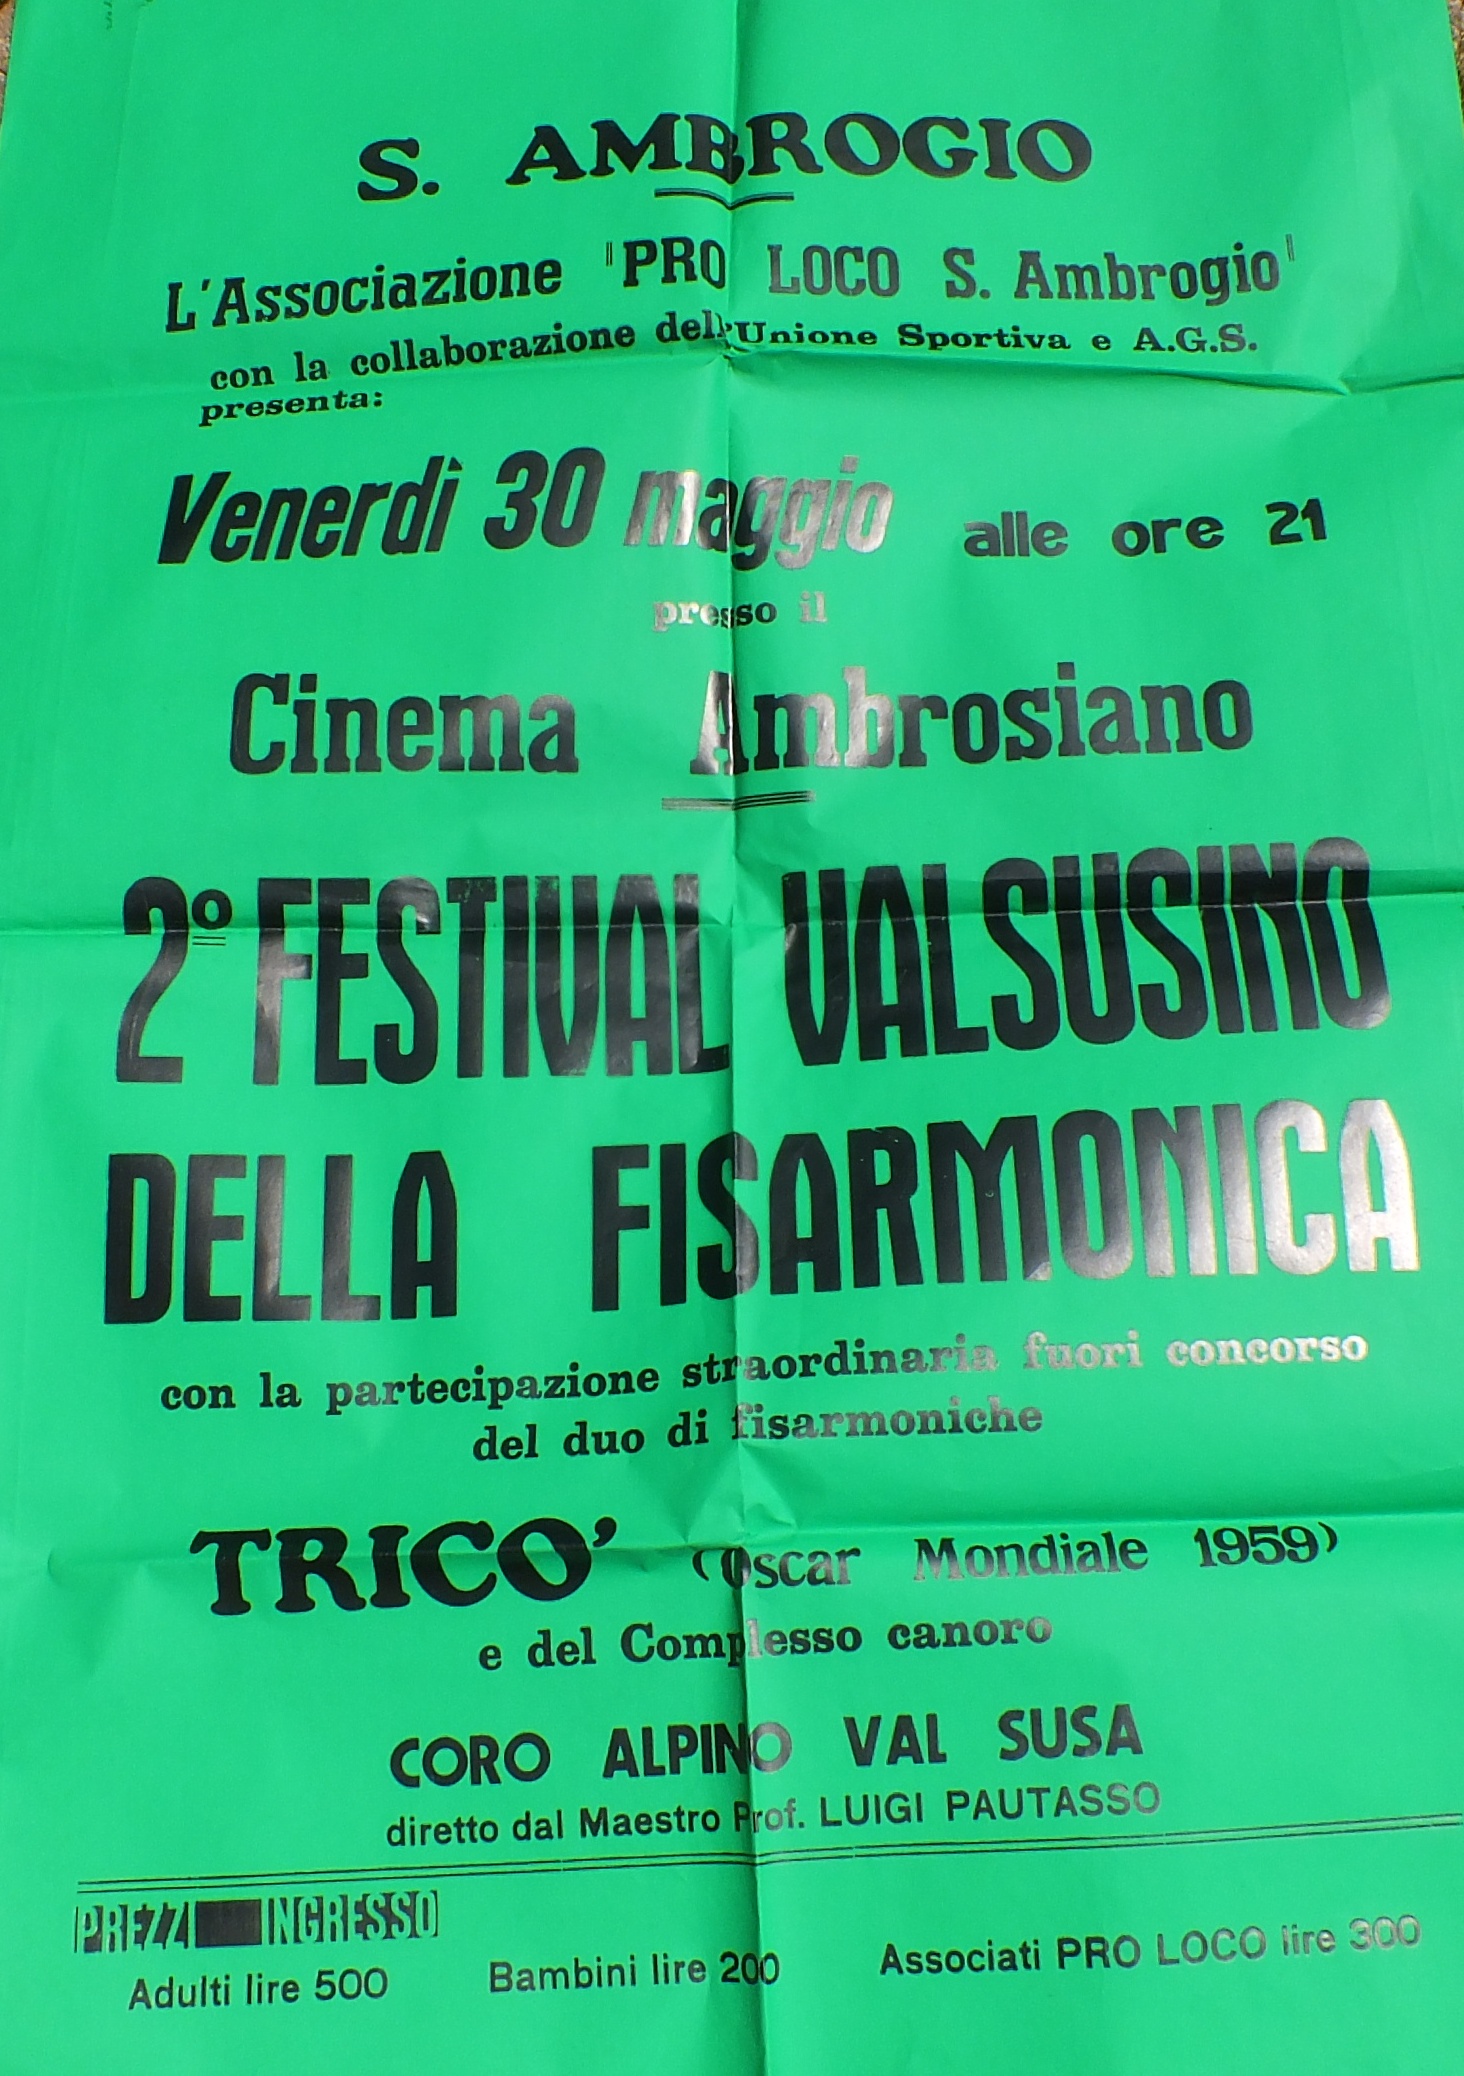 S. AMBROGIO
L'Associazione "PRO LOCO S. Ambrogio"
con la collaborazione dell'Unione Sportiva e A.G.S.
presenta:
Venerdì 30 maggio alle ore 21
presso il
Cinema Ambrosiano
2º FESTIVAL VALSUSINO
DELLA FISARMONICA
con la partecipazione straordinaria fuori concorso
del duo di fisarmoniche
TRICO' (Oscar Mondiale 1959)
e del Complesso canoro
CORO ALPINO VAL SUSA
diretto dal Maestro Prof. LUIGI PAUTASSO
PREZZI INGRESSO
Adulti lire 500 Bambini lire 200 Associati PRO LOCO lire 300